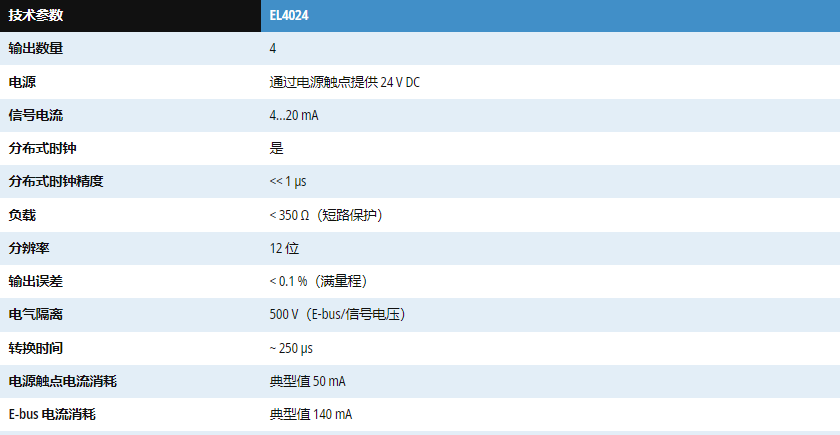 技术参数 EL4024
输出数量 4
电源 通过电源触点提供 24 V DC
信号电流 4…20 mA
分布式时钟 是
分布式时钟精度 << 1 µs
负载 < 350 Ω（短路保护）
分辨率 12 位
输出误差 < 0.1 %（满量程）
电气隔离 500 V（E-bus/信号电压）
转换时间 ~ 250 µs
电源触点电流消耗 典型值 50 mA
E-bus 电流消耗 典型值 140 mA